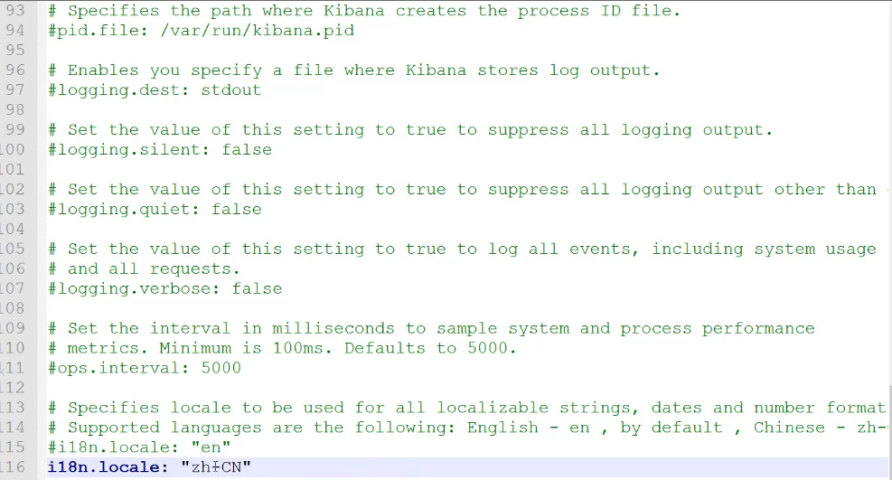 93 # Specifies the path where Kibana creates the process ID file.
94 #pid.file: /var/run/kibana.pid
95
96 # Enables you specify a file where Kibana stores log output.
97 #logging.dest: stdout
98
99 # Set the value of this setting to true to suppress all logging output.
100 #logging.silent: false
101
102 # Set the value of this setting to true to suppress all logging output other than
103 #logging.quiet: false
104
105 # Set the value of this setting to true to log all events, including system usage
106 # and all requests.
107 #logging.verbose: false
108
109 # Set the interval in milliseconds to sample system and process performance
110 # metrics. Minimum is 100ms. Defaults to 5000.
111 #ops.interval: 5000
112
113 # Specifies locale to be used for all localizable strings, dates and number format
114 # Supported languages are the following: English - en , by default , Chinese - zh-
115 #i18n.locale: "en"
116 i18n.locale: "zh-CN"